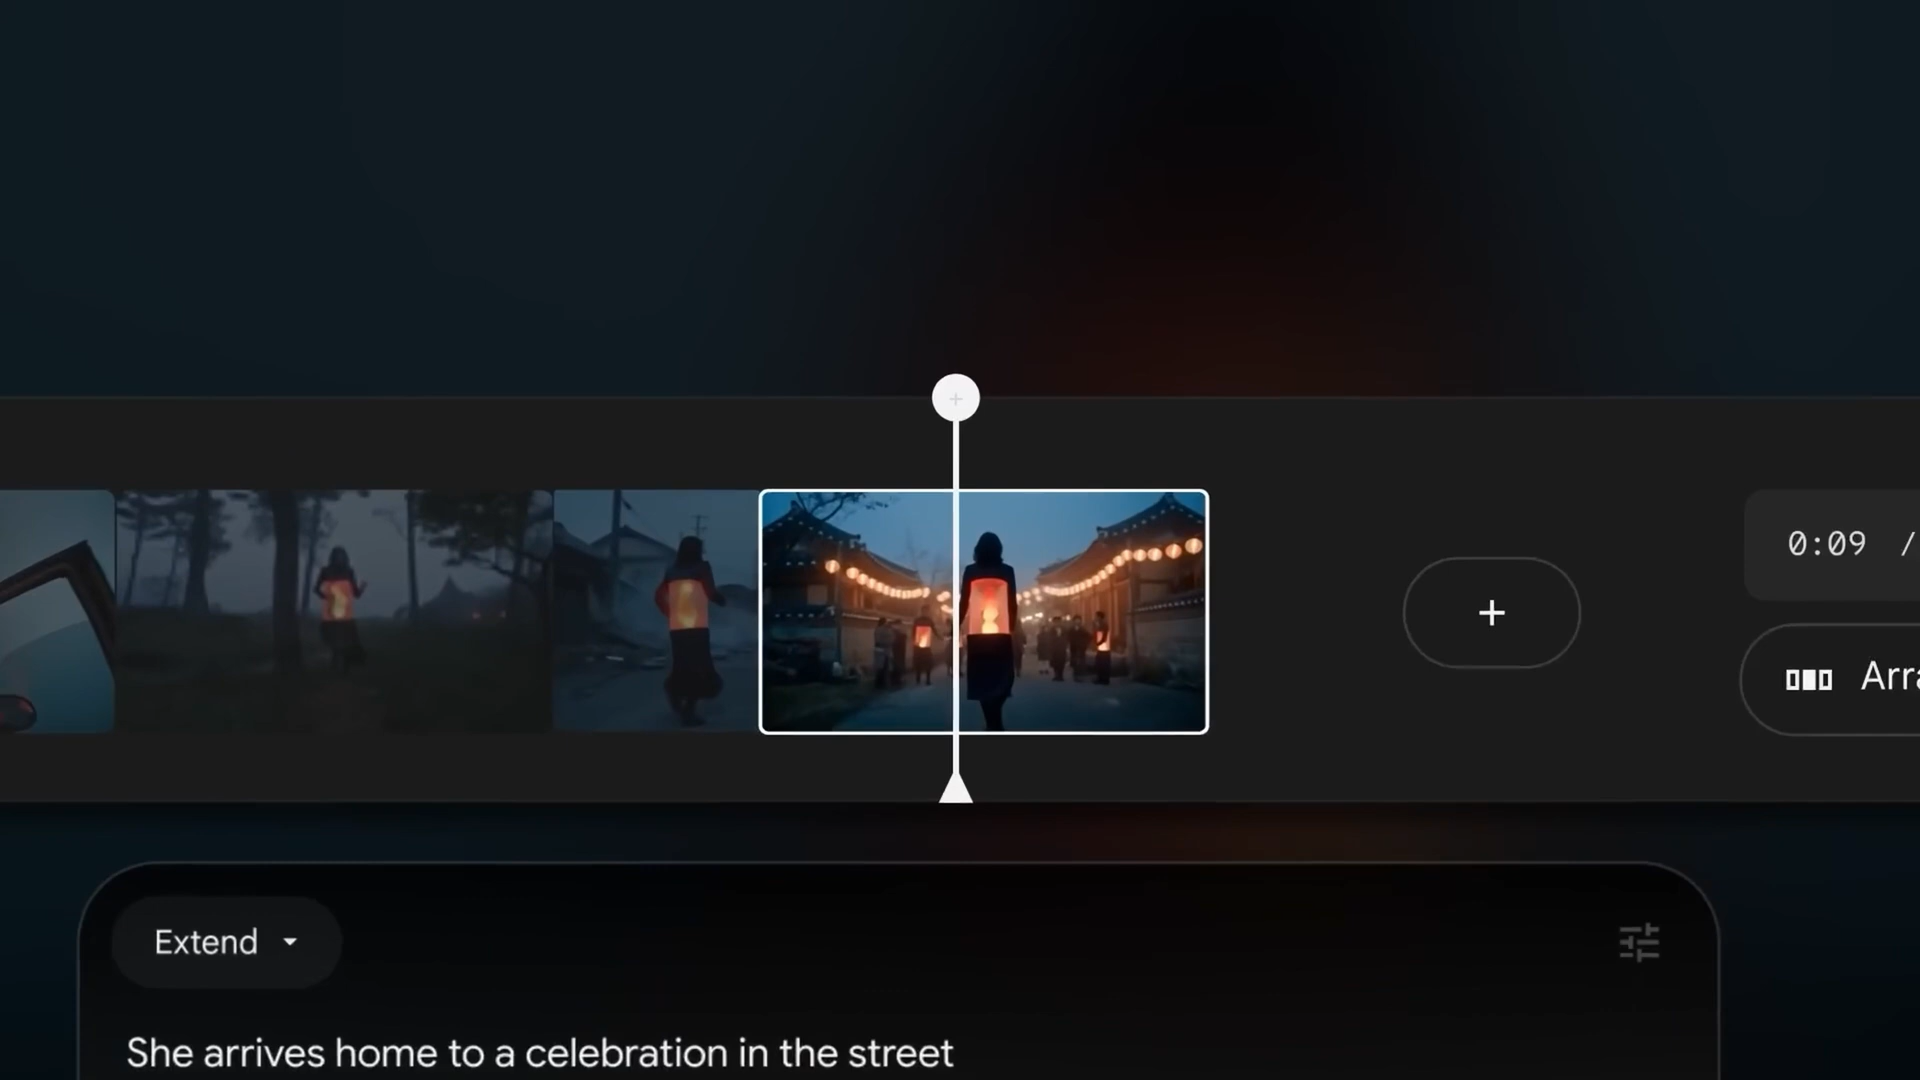 0:09 /
Arra
Extend
She arrives home to a celebration in the street